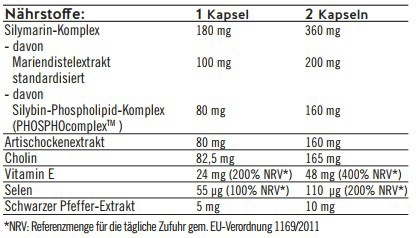 Nährstoffe: 1 Kapsel 2 Kapseln
Silymarin-Komplex 180 mg 360 mg
- davon
Mariendistelextrakt 100 mg 200 mg
standardisiert
- davon
Silybin-Phospholipid-Komplex 80 mg 160 mg
(PHOSPHOcomplex™ )
Artischockenextrakt 80 mg 160 mg
Cholin 82,5 mg 165 mg
Vitamin E 24 mg (200% NRV*) 48 mg (400% NRV*)
Selen 55 µg (100% NRV*) 110 µg (200% NRV*)
Schwarzer Pfeffer-Extrakt 5 mg 10 mg
*NRV: Referenzmenge für die tägliche Zufuhr gem. EU-Verordnung 1169/2011